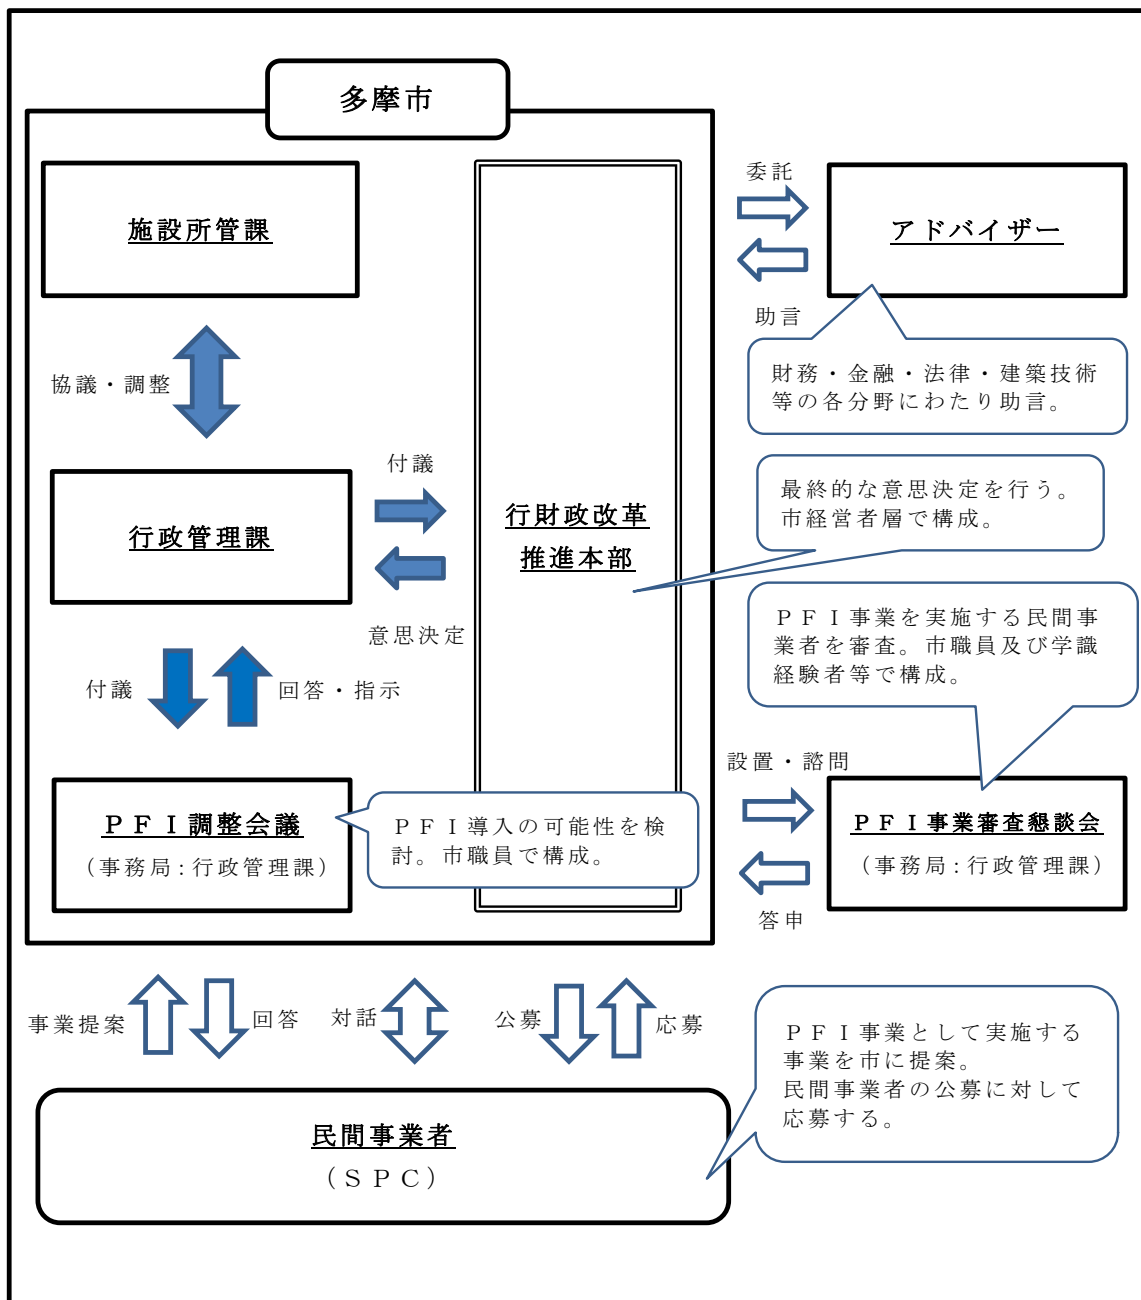 多摩市
施設所管課
協議・調整
行政管理課
付議
意思決定
行財政改革
推進本部
付議
回答・指示
ＰＦＩ調整会議
（事務局：行政管理課）
ＰＦＩ導入の可能性を検
討。市職員で構成。
委託
助言
アドバイザー
財務・金融・法律・建築技術
等の各分野にわたり助言。
最終的な意思決定を行う。
市経営者層で構成。
ＰＦＩ事業を実施する民間事
業者を審査。市職員及び学識
経験者等で構成。
設置・諮問
答申
ＰＦＩ事業審査懇談会
（事務局：行政管理課）
事業提案
回答
対話
公募
応募
ＰＦＩ事業として実施する
事業を市に提案。
民間事業者の公募に対して
応募する。
民間事業者
（ＳＰＣ）